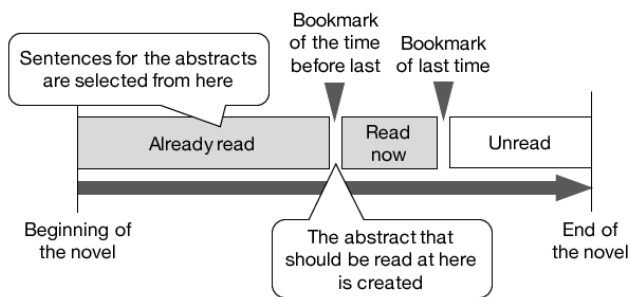 Bookmark
of the time
before last
Bookmark
of last time
Sentences for the abstracts
are selected from here
Already read
Read
now
Unread
Beginning of
the novel
The abstract that
should be read at here
is created
End of
the novel